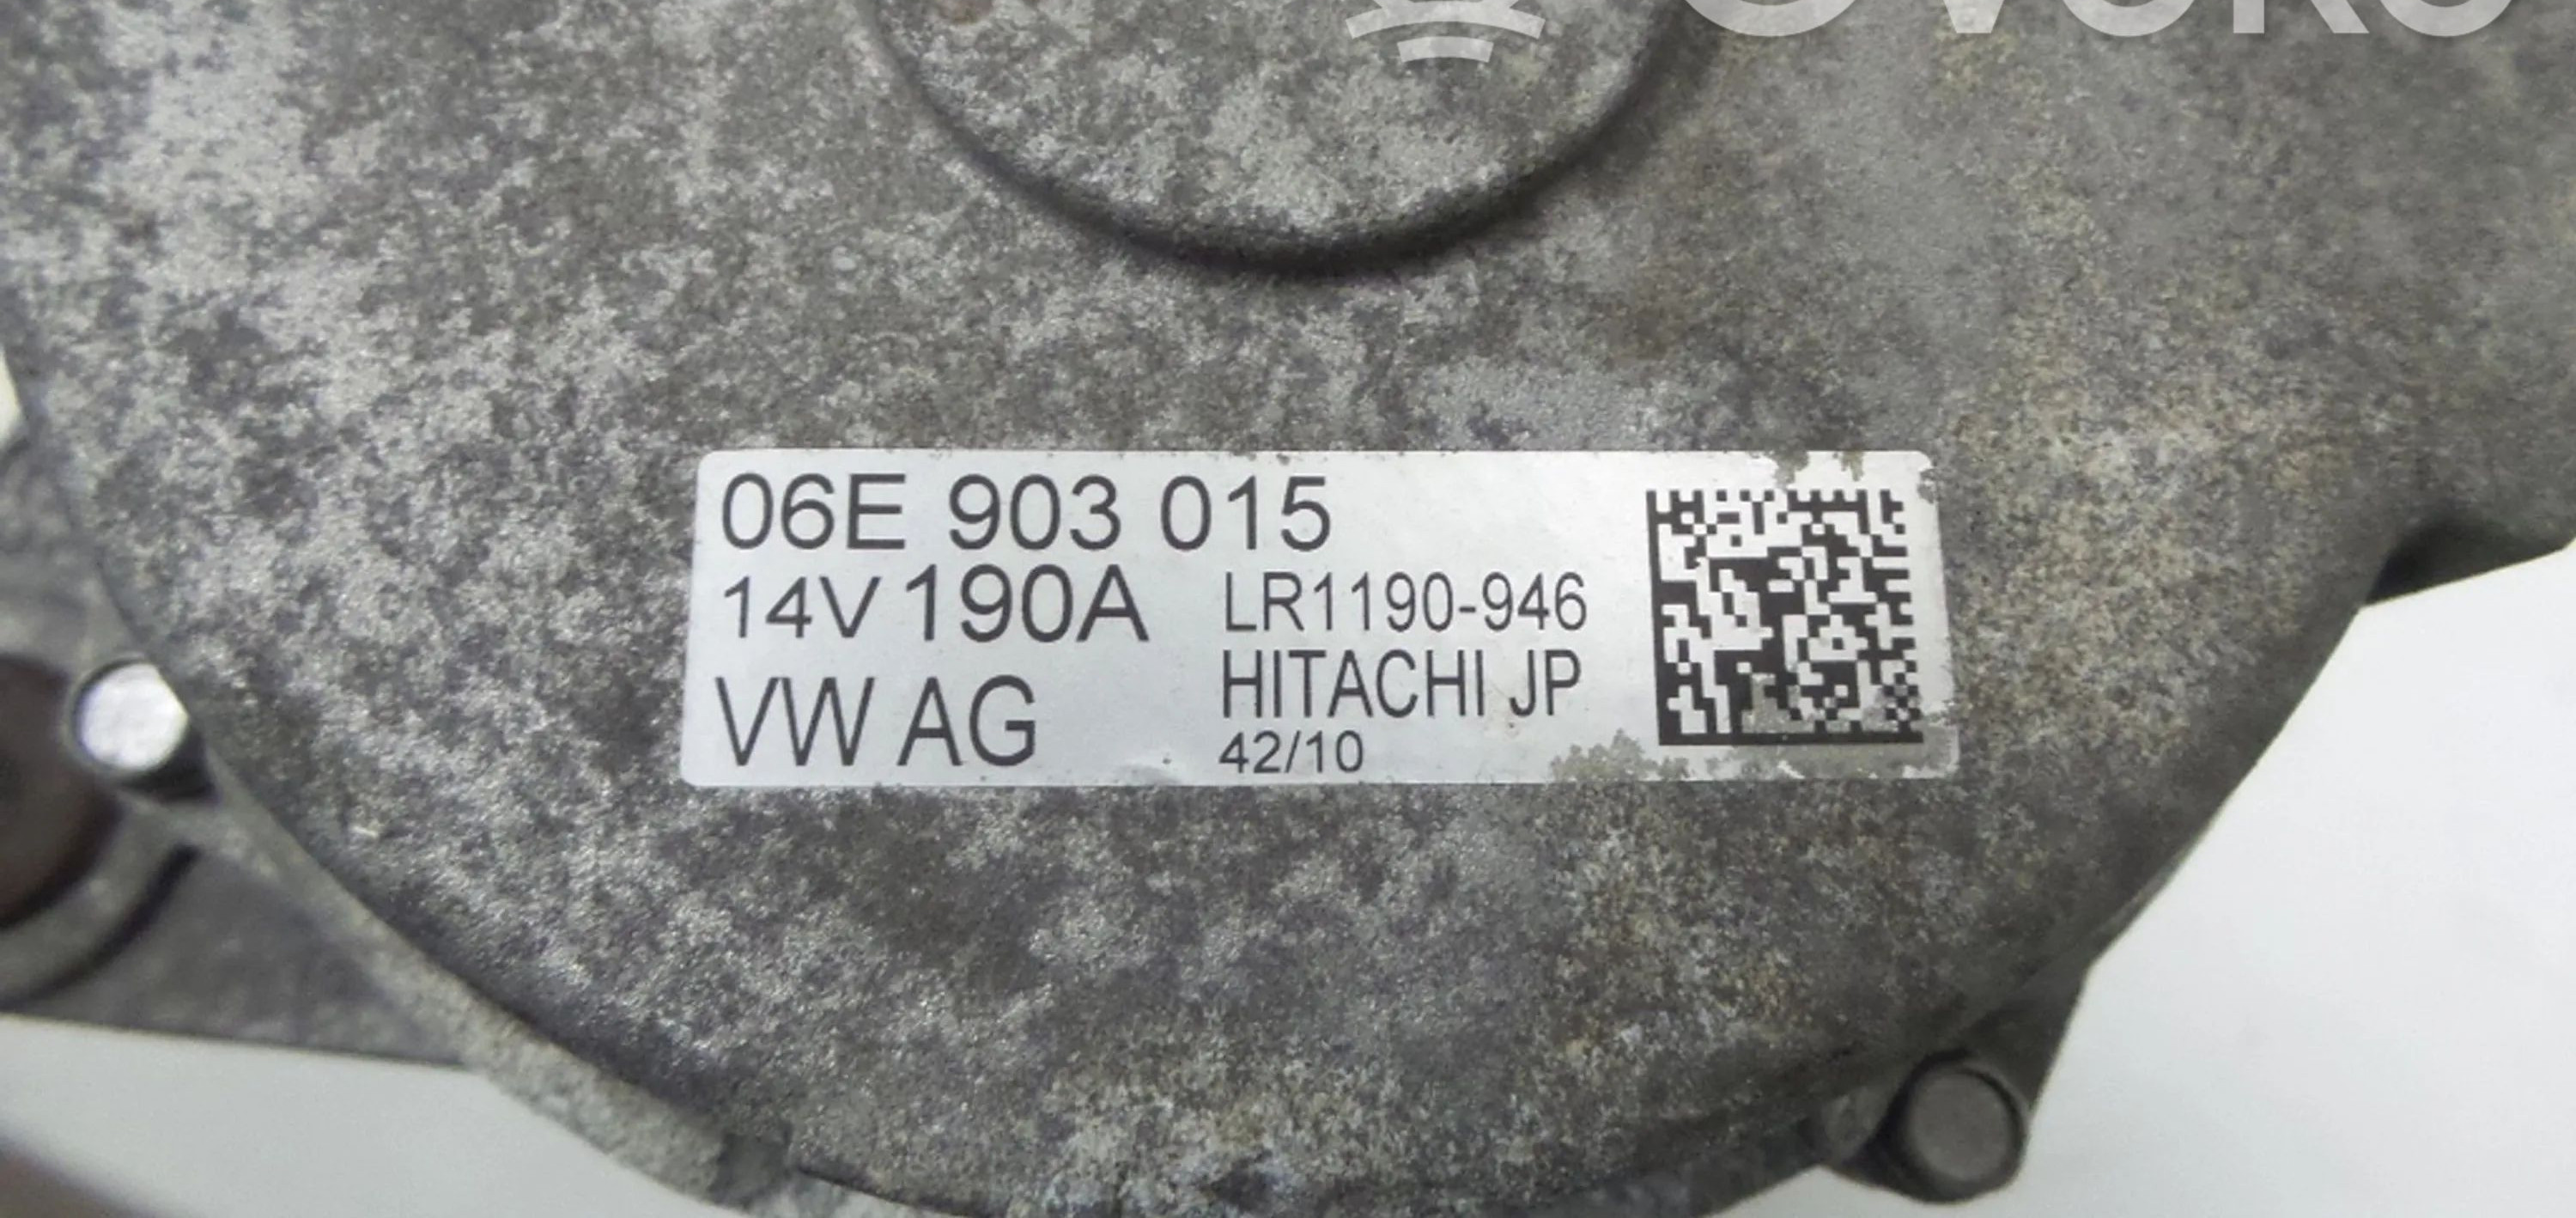 06E 903 015
14V 190A LR1190-946
VW AG HITACHI JP
42/10